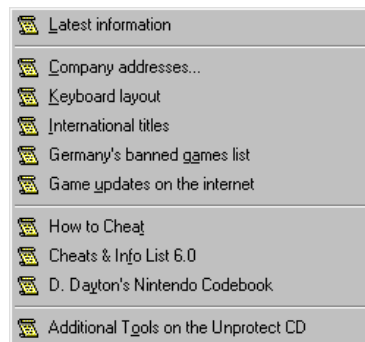 Latest information
Company addresses...
Keyboard layout
International titles
Germany's banned games list
Game updates on the internet
How to Cheat
Cheats & Info List 6.0
D. Dayton's Nintendo Codebook
Additional Tools on the Unprotect CD